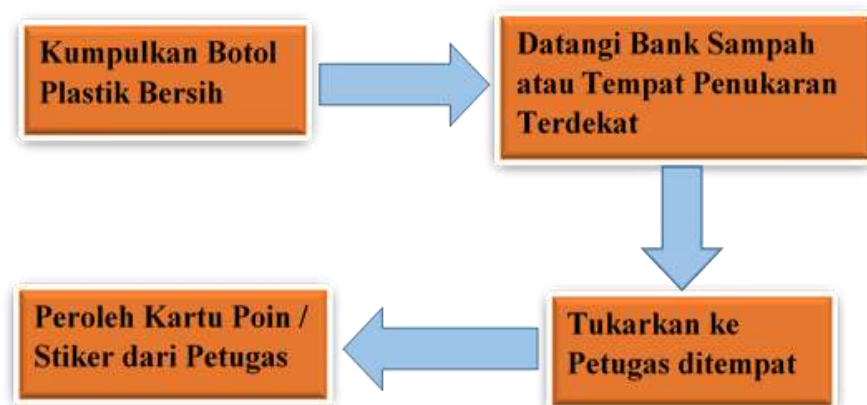 Kumpulkan Botol
Plastik Bersih
Datangi Bank Sampah
atau Tempat Penukaran
Terdekat
Tukarkan ke
Petugas ditempat
Peroleh Kartu Poin /
Stiker dari Petugas